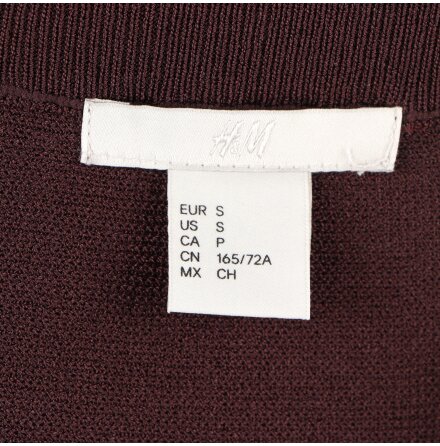 H&M
EUR S
US S
CA P
CN 165/72A
MX CH